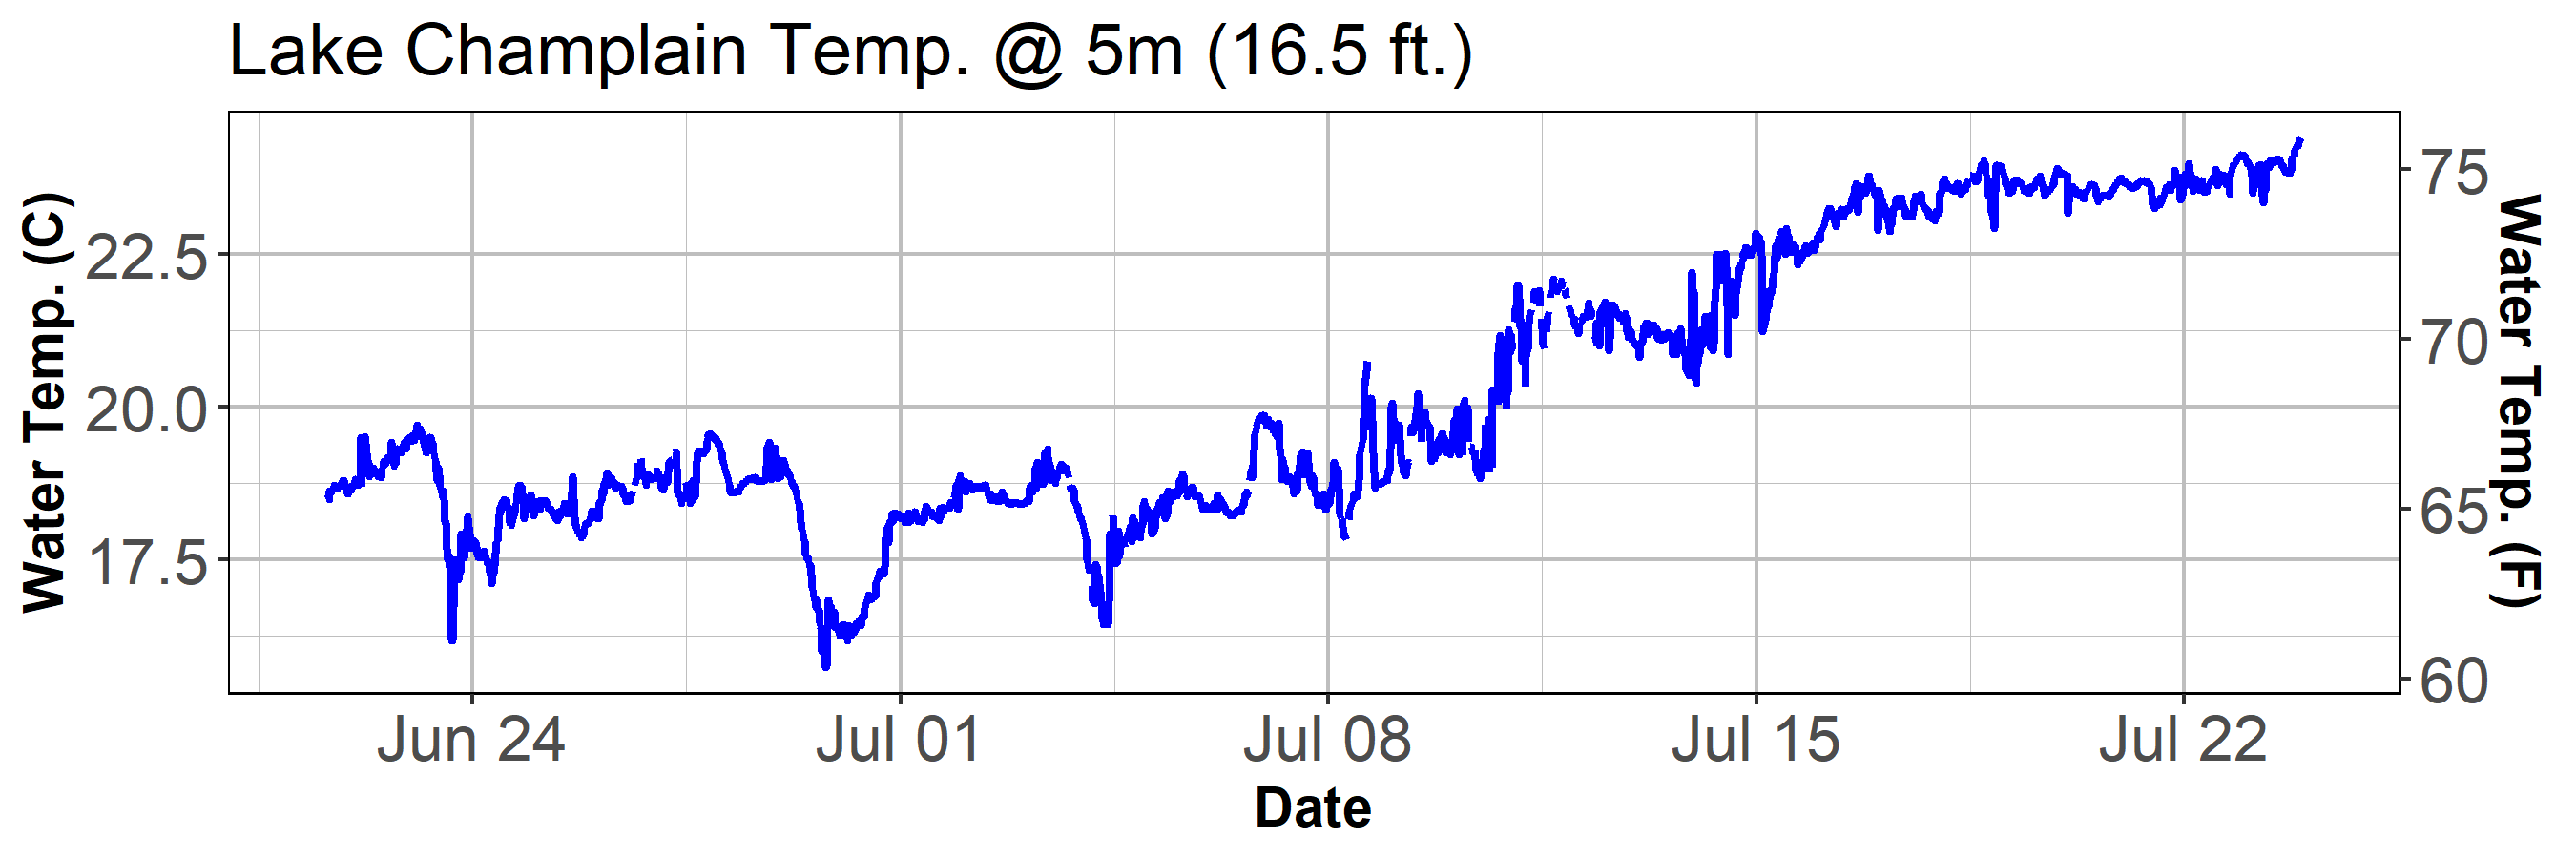 Lake Champlain Temp. @ 5m (16.5 ft.)
Water Temp. (C)
22.5
20.0
17.5
75
70
65
60
Water Temp. (F)
Jun 24 Jul 01 Jul 08 Jul 15 Jul 22
Date